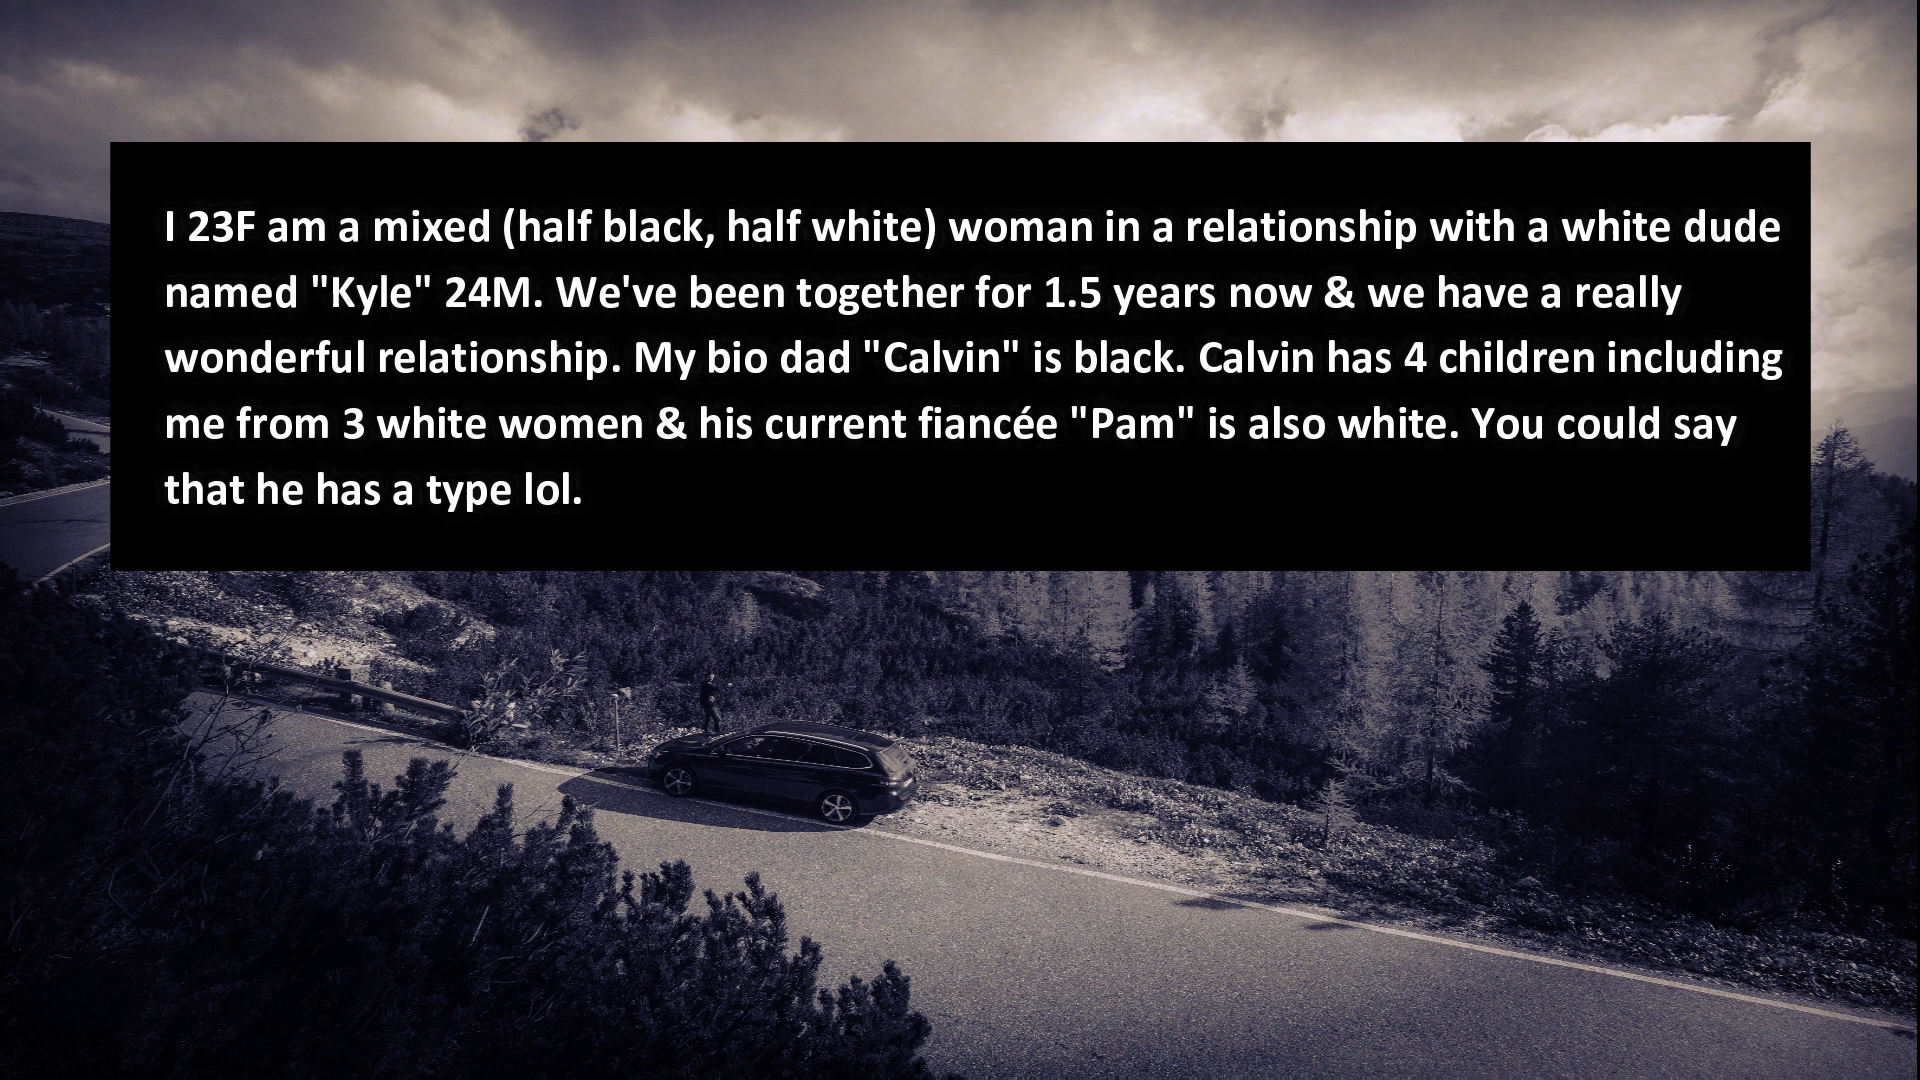 I 23F am a mixed (half black, half white) woman in a relationship with a white dude
named "Kyle" 24M. We've been together for 1.5 years now & we have a really
wonderful relationship. My bio dad "Calvin" is black. Calvin has 4 children including
me from 3 white women & his current fiancée "Pam" is also white. You could say
that he has a type lol.